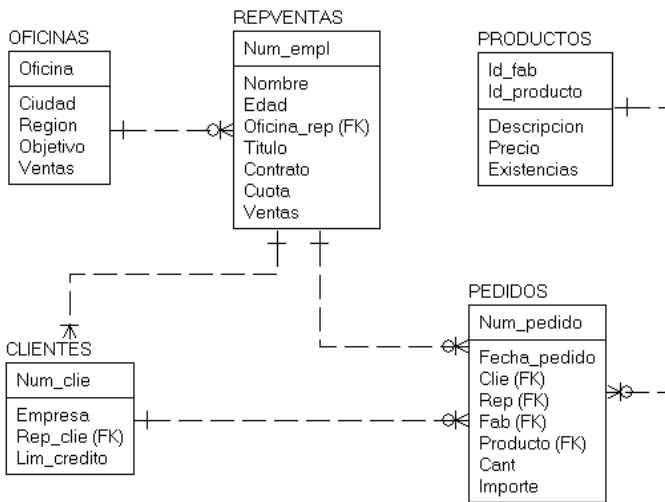 OFICINAS
Oficina
Ciudad
Region
Objetivo
Ventas
REPVENTAS
Num_empl
Nombre
Edad
Oficina_rep (FK)
Titulo
Contrato
Cuota
Ventas
PRODUCTOS
Id_fab
Id_producto
Descripcion
Precio
Existencias
CLIENTES
Num_clie
Empresa
Rep_clie (FK)
Lim_credito
PEDIDOS
Num_pedido
Fecha_pedido
Clie (FK)
Rep (FK)
Fab (FK)
Producto (FK)
Cant
Importe